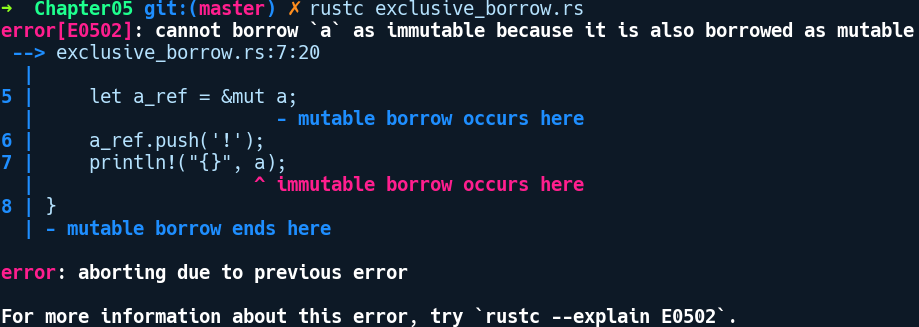 ➜  Chapter05 git:(master) ✗ rustc exclusive_borrow.rs
error[E0502]: cannot borrow `a` as immutable because it is also borrowed as mutable
 --> exclusive_borrow.rs:7:20
  |
5 |     let a_ref = &mut a;
  |                      - mutable borrow occurs here
6 |     a_ref.push('!');
7 |     println!("{}", a);
  |                    ^ immutable borrow occurs here
8 | }
  | - mutable borrow ends here

error: aborting due to previous error

For more information about this error, try `rustc --explain E0502`.